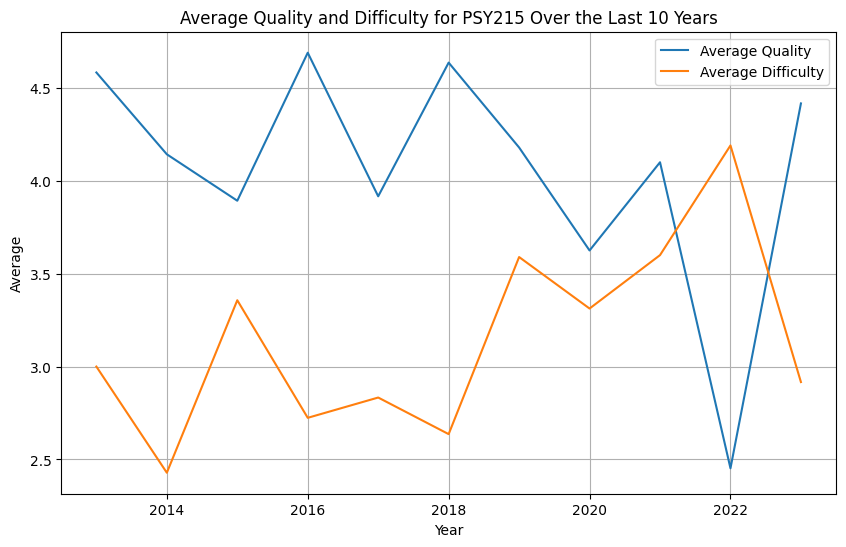 Average Quality and Difficulty for PSY215 Over the Last 10 Years
Average Quality
Average Difficulty
Average
4.5
4.0
3.5
3.0
2.5
2014 2016 2018 2020 2022
Year